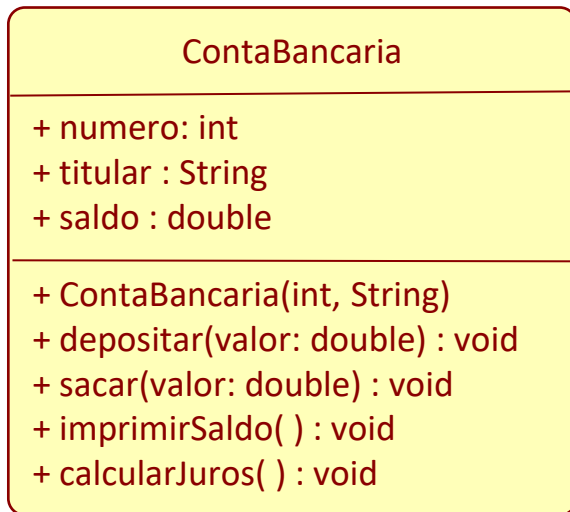 ContaBancaria
+ numero: int
+ titular : String
+ saldo : double
+ ContaBancaria(int, String)
+ depositar(valor: double) : void
+ sacar(valor: double) : void
+ imprimirSaldo( ) : void
+ calcularJuros( ) : void